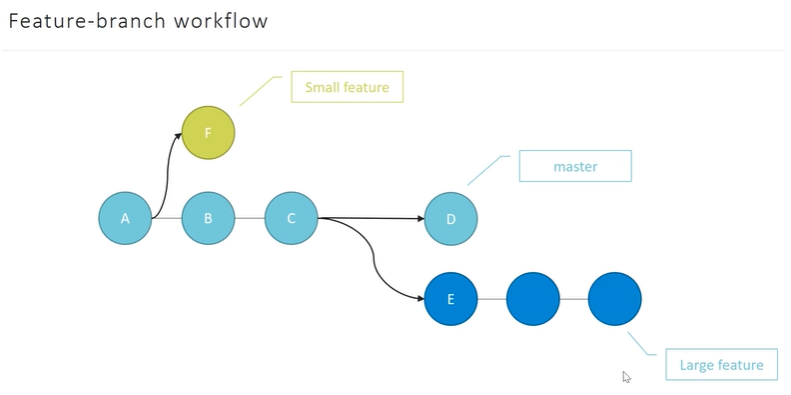 Feature-branch workflow
Small feature
F
master
A
B
C
D
E
Large feature